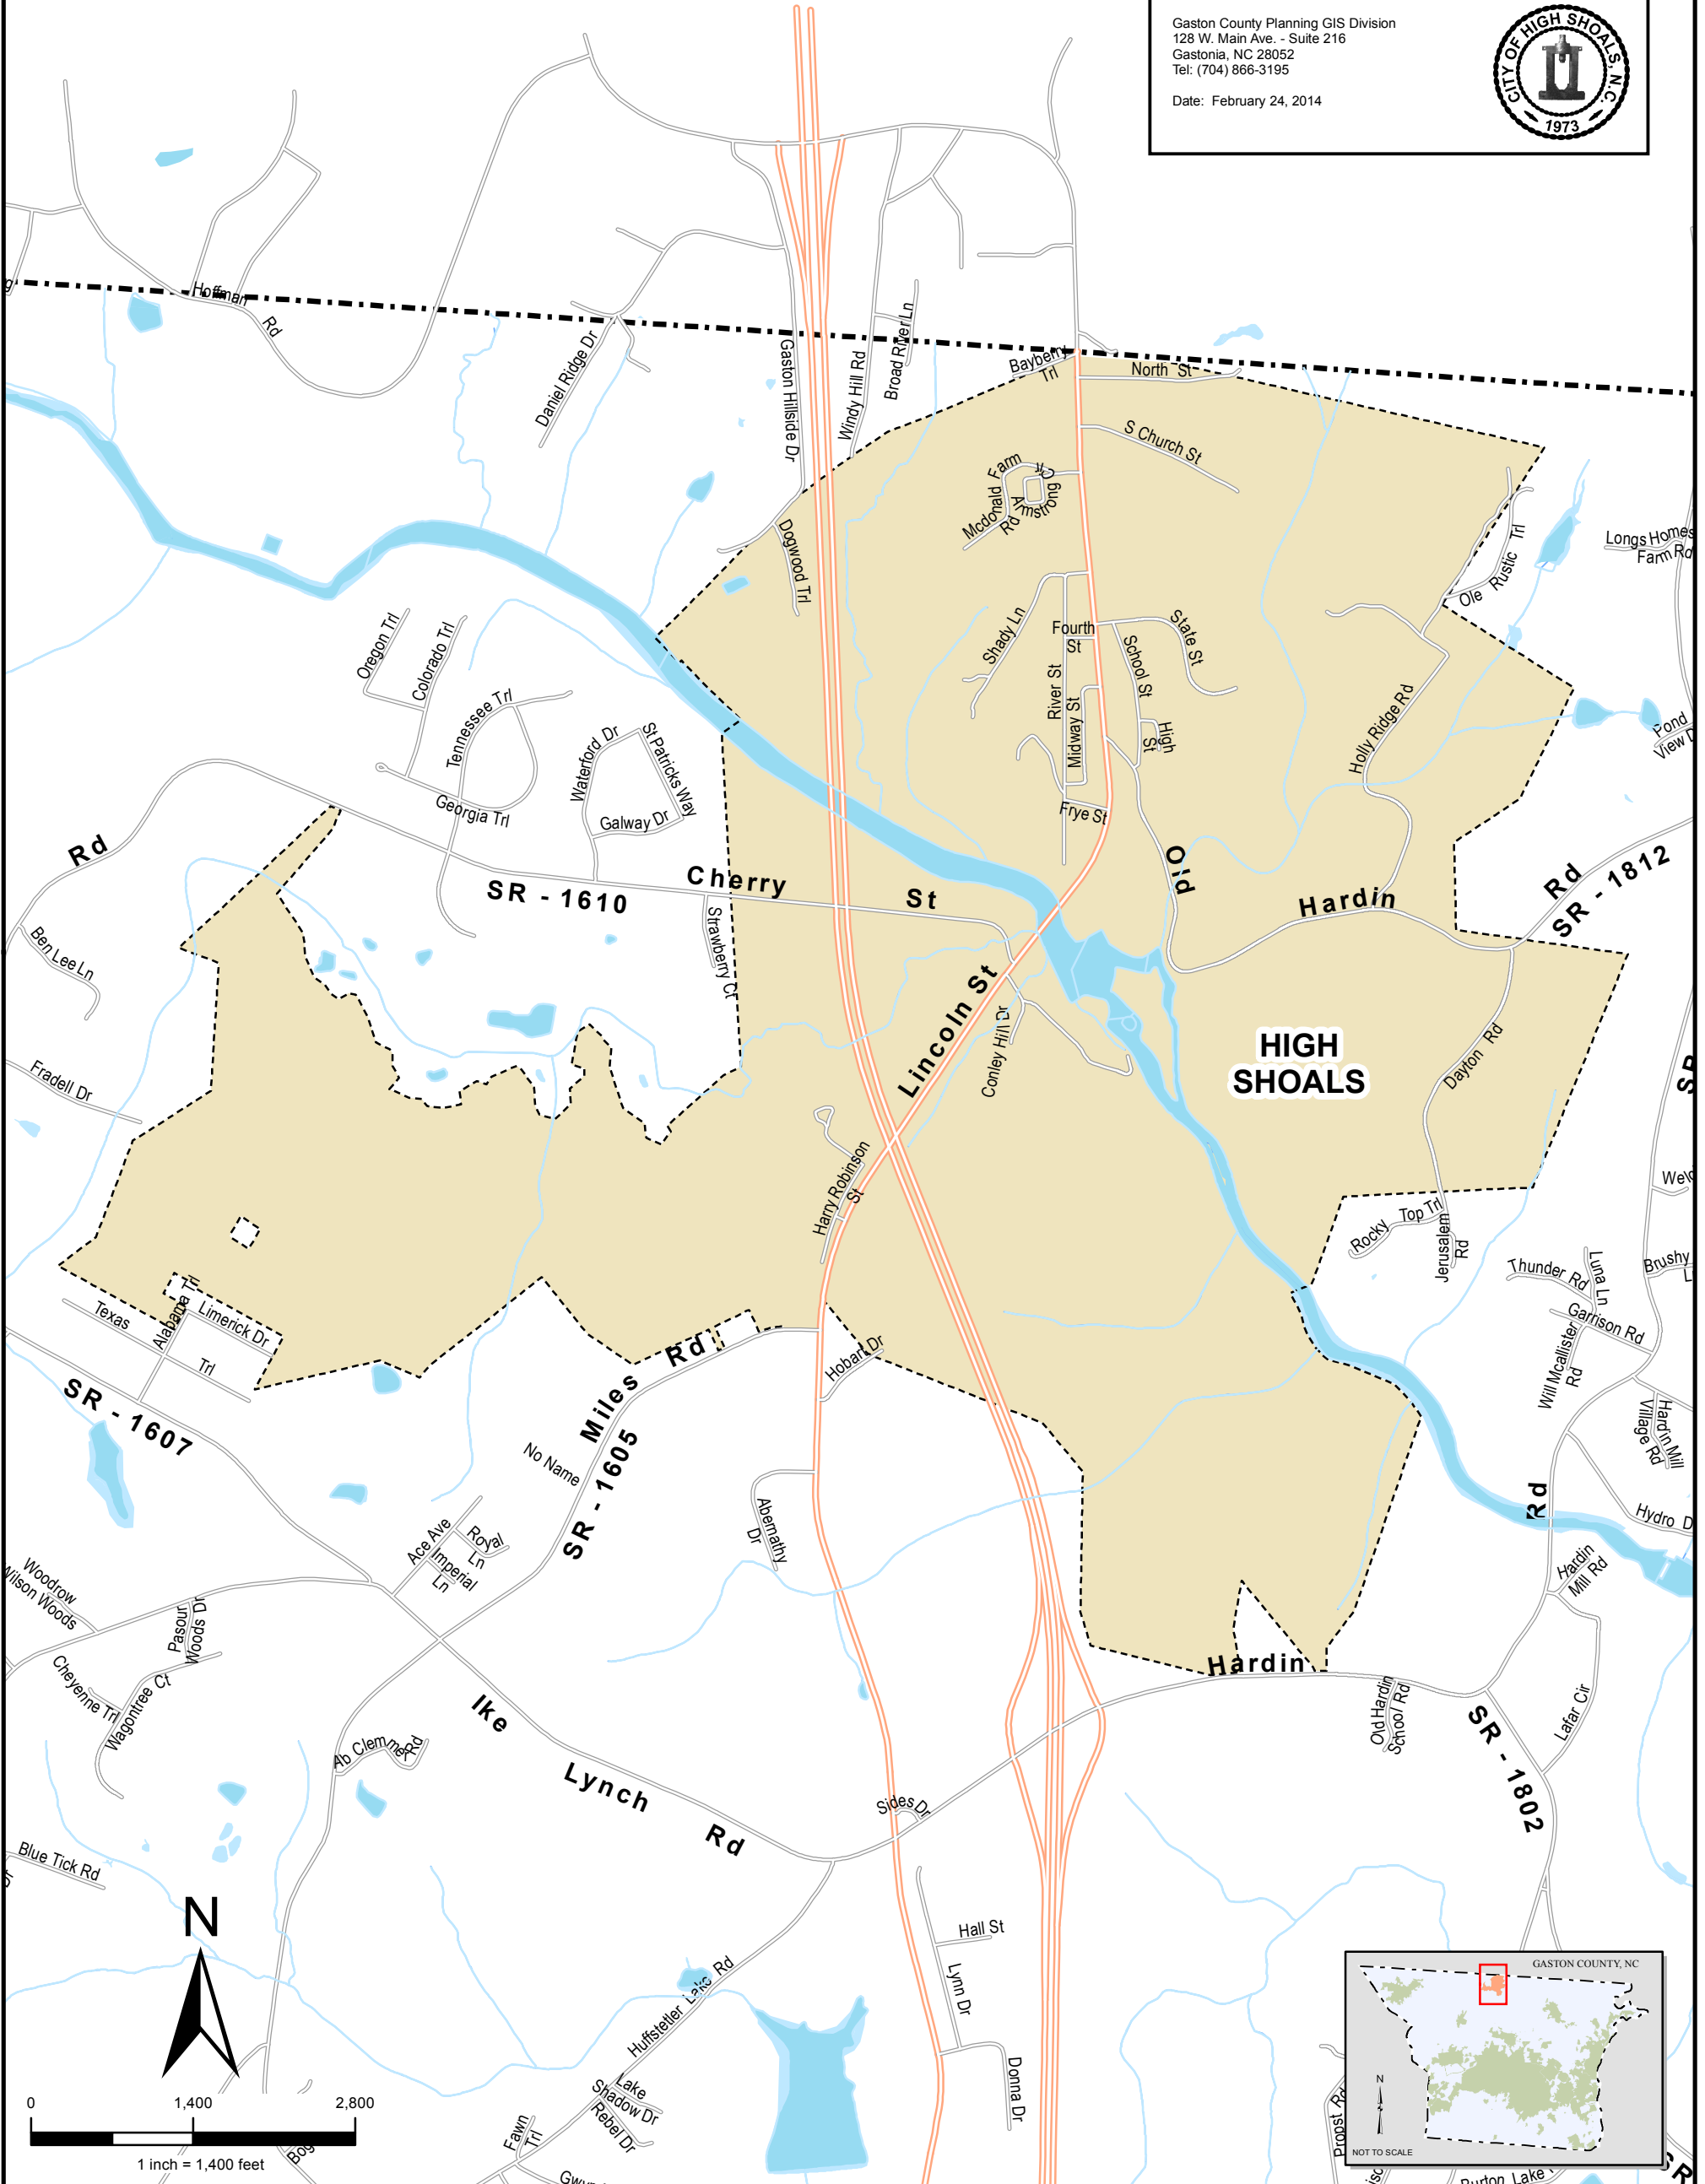 Gaston County Planning GIS Division
128 W. Main Ave. - Suite 216
Gastonia, NC 28052
Tel: (704) 866-3195
Date: February 24, 2014
CITY OF HIGH SHOALS, N.C.
1973
Hoffman
Rd
Daniel Ridge Dr
Gaston Hillside Dr
Windy Hill Rd
Broad River Ln
Bayberry
Trl
North St
S Church St
Mcdonald Farm
Rd
Armstrong
Cir
Dogwood Trl
Longs Homes
Farm Rd
Ole Rustic Trl
Oregon Trl
Colorado Trl
Tennessee Trl
Georgia Trl
Waterford Dr
St Patricks Way
Galway Dr
Shady Ln
Fourth
St
State St
School St
River St
Midway St
High
St
Frye St
Holly Ridge Rd
Pond
View D
Rd
SR - 1610
Cherry
St
Strawberry Ct
Old
Hardin
Rd
SR - 1812
Ben Lee Ln
Lincoln St
Conley Hill Dr
HIGH
SHOALS
Dayton Rd
SR
Fradell Dr
Harry Robinson
St
Rocky Top Trl
Jerusalem
Rd
Thunder Rd
Luna Ln
Brushy
L
Garrison Rd
Will Mcallister
Rd
Texas
Trl
Alabama Trl
Limerick Dr
SR - 1607
Miles
Rd
SR - 1605
No Name
Hobart Dr
Hardin Mill
Village Rd
Rd
Hydro D
Abernathy
Dr
Ace Ave
Royal
Ln
Imperial
Ln
Hardin
Mill Rd
Woodrow
Wilson Woods
Pasour
Woods Dr
Cheyenne Trl
Wagontree Ct
Ab Clemmer Rd
Ike
Lynch
Rd
Hardin
Old Hardin
School Rd
SR - 1802
Lafar Cir
Sides Dr
Blue Tick Rd
Dr
Hall St
Lynn Dr
Donna Dr
Huffstetler Lake Rd
Lake
Shadow Dr
Rebel Dr
Fawn
Trl
Propst Rd
Burton Lake
SR
N
0 1,400 2,800
1 inch = 1,400 feet
GASTON COUNTY, NC
N
NOT TO SCALE